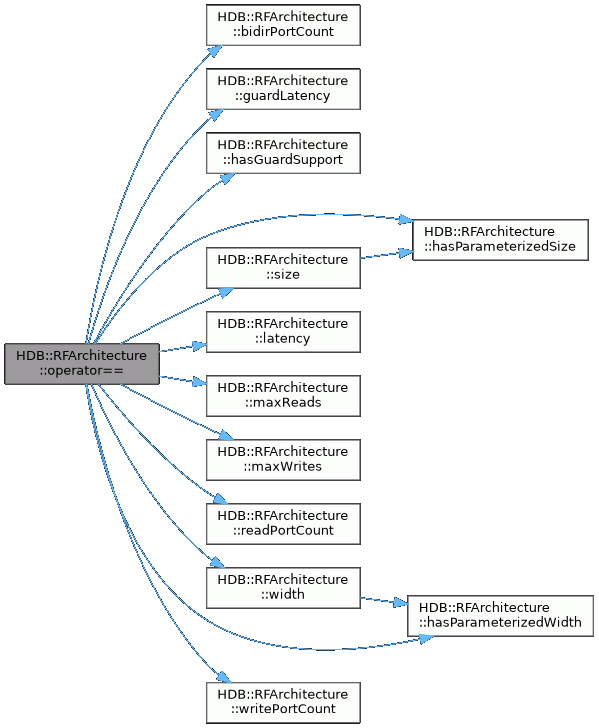 HDB::RFArchitecture
::bidirPortCount
HDB::RFArchitecture
::guardLatency
HDB::RFArchitecture
::hasGuardSupport
HDB::RFArchitecture
::hasParameterizedSize
HDB::RFArchitecture
::size
HDB::RFArchitecture
::latency
HDB::RFArchitecture
::operator==
HDB::RFArchitecture
::maxReads
HDB::RFArchitecture
::maxWrites
HDB::RFArchitecture
::readPortCount
HDB::RFArchitecture
::width
HDB::RFArchitecture
::hasParameterizedWidth
HDB::RFArchitecture
::writePortCount